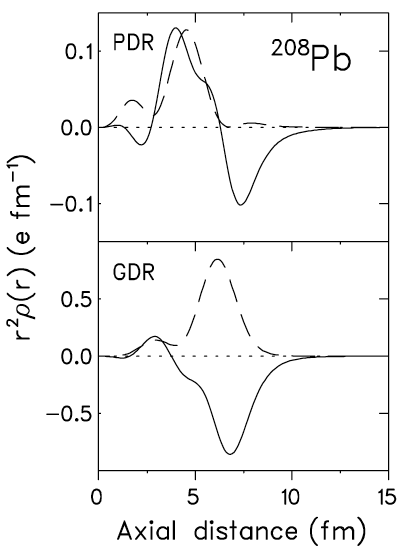 PDR
²⁰⁸Pb
0.1
0.0
−0.1
GDR
0.5
0.0
−0.5
r²ρ(r) (e fm⁻¹)
0 5 10 15
Axial distance (fm)